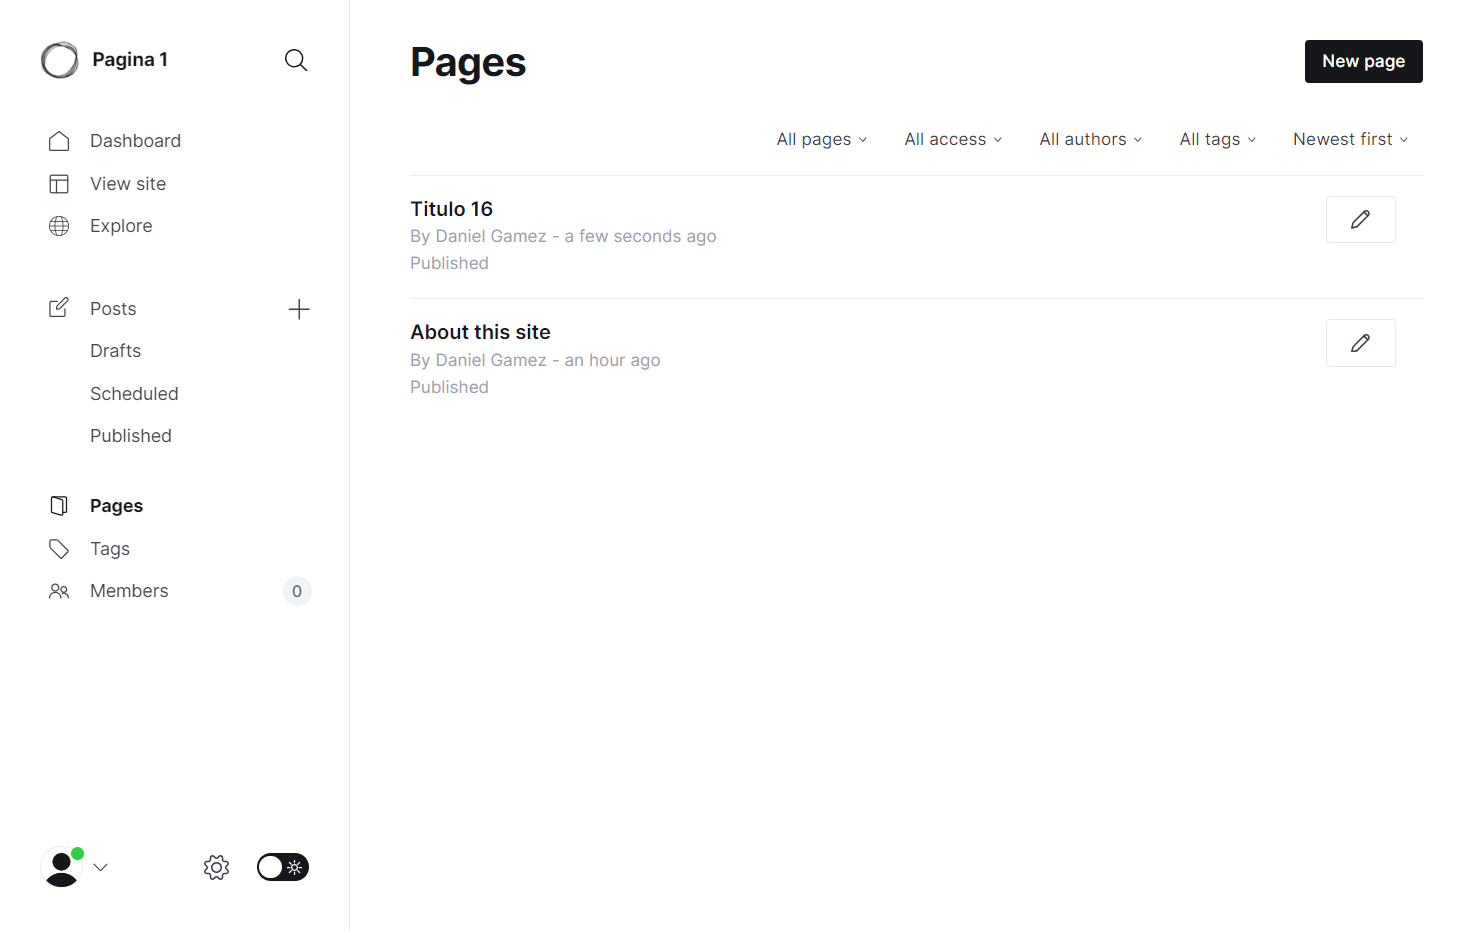 Pagina 1
Dashboard
View site
Explore
Posts
Drafts
Scheduled
Published
Pages
Tags
Members 0
Pages
New page
All pages All access All authors All tags Newest first
Titulo 16
By Daniel Gamez - a few seconds ago
Published
About this site
By Daniel Gamez - an hour ago
Published